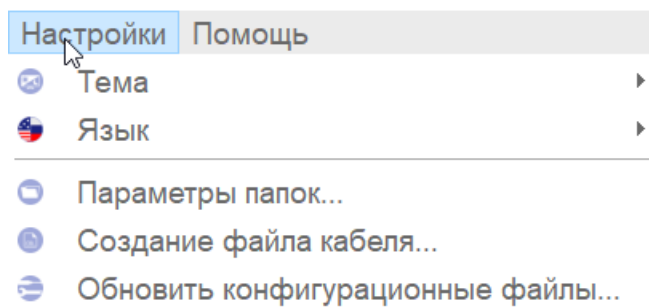 Настройки Помощь
Тема
Язык
Параметры папок...
Создание файла кабеля...
Обновить конфигурационные файлы...